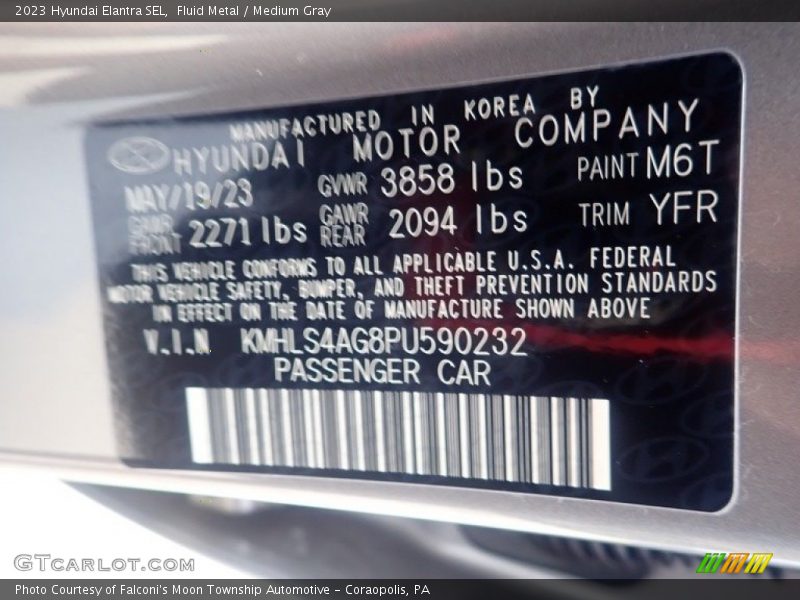 2023 Hyundai Elantra SEL, Fluid Metal / Medium Gray
MANUFACTURED IN KOREA BY
HYUNDAI MOTOR COMPANY
MAY/19/23 GVWR 3858 lbs PAINT M6T
GAWR FRONT 2271 lbs GAWR REAR 2094 lbs TRIM YFR
THIS VEHICLE CONFORMS TO ALL APPLICABLE U.S.A. FEDERAL
MOTOR VEHICLE SAFETY, BUMPER, AND THEFT PREVENTION STANDARDS
IN EFFECT ON THE DATE OF MANUFACTURE SHOWN ABOVE
V.I.N KMHLS4AG8PU590232
PASSENGER CAR
GTCARLOT.COM
Photo Courtesy of Falconi's Moon Township Automotive - Coraopolis, PA